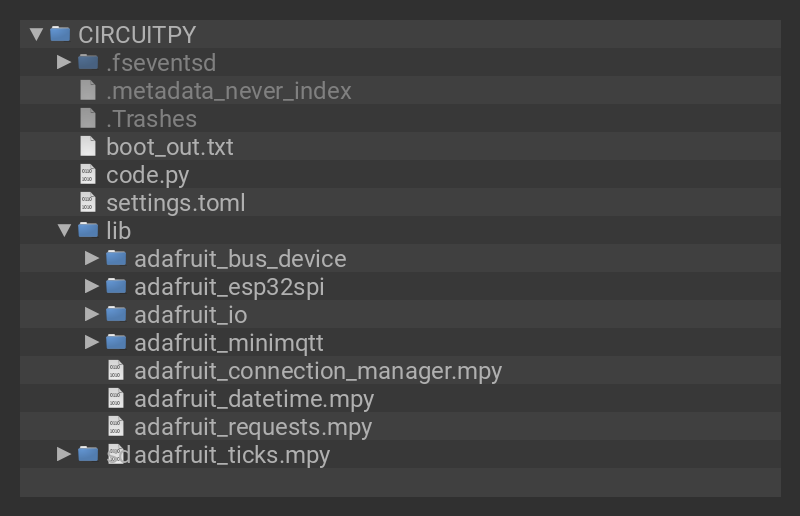 CIRCUITPY
.fseventsd
.metadata_never_index
.Trashes
boot_out.txt
code.py
settings.toml
lib
adafruit_bus_device
adafruit_esp32spi
adafruit_io
adafruit_minimqtt
adafruit_connection_manager.mpy
adafruit_datetime.mpy
adafruit_requests.mpy
sd adafruit_ticks.mpy